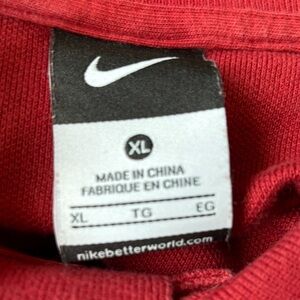 XL
MADE IN CHINA
FABRIQUE EN CHINE
XL TG EG
nikebetterworld.com